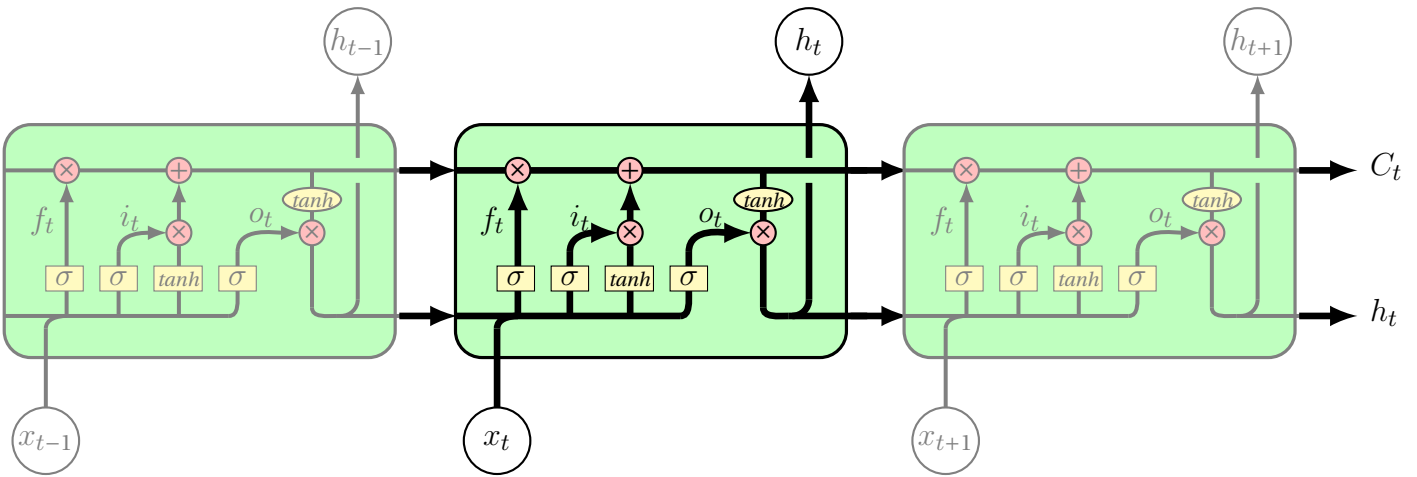 h_{t-1} h_t h_{t+1}
× + × + × + C_t
tanh tanh tanh
f_t i_t o_t f_t i_t o_t f_t i_t o_t
× × × × × ×
σ σ tanh σ σ σ tanh σ σ σ tanh σ
h_t
x_{t-1} x_t x_{t+1}